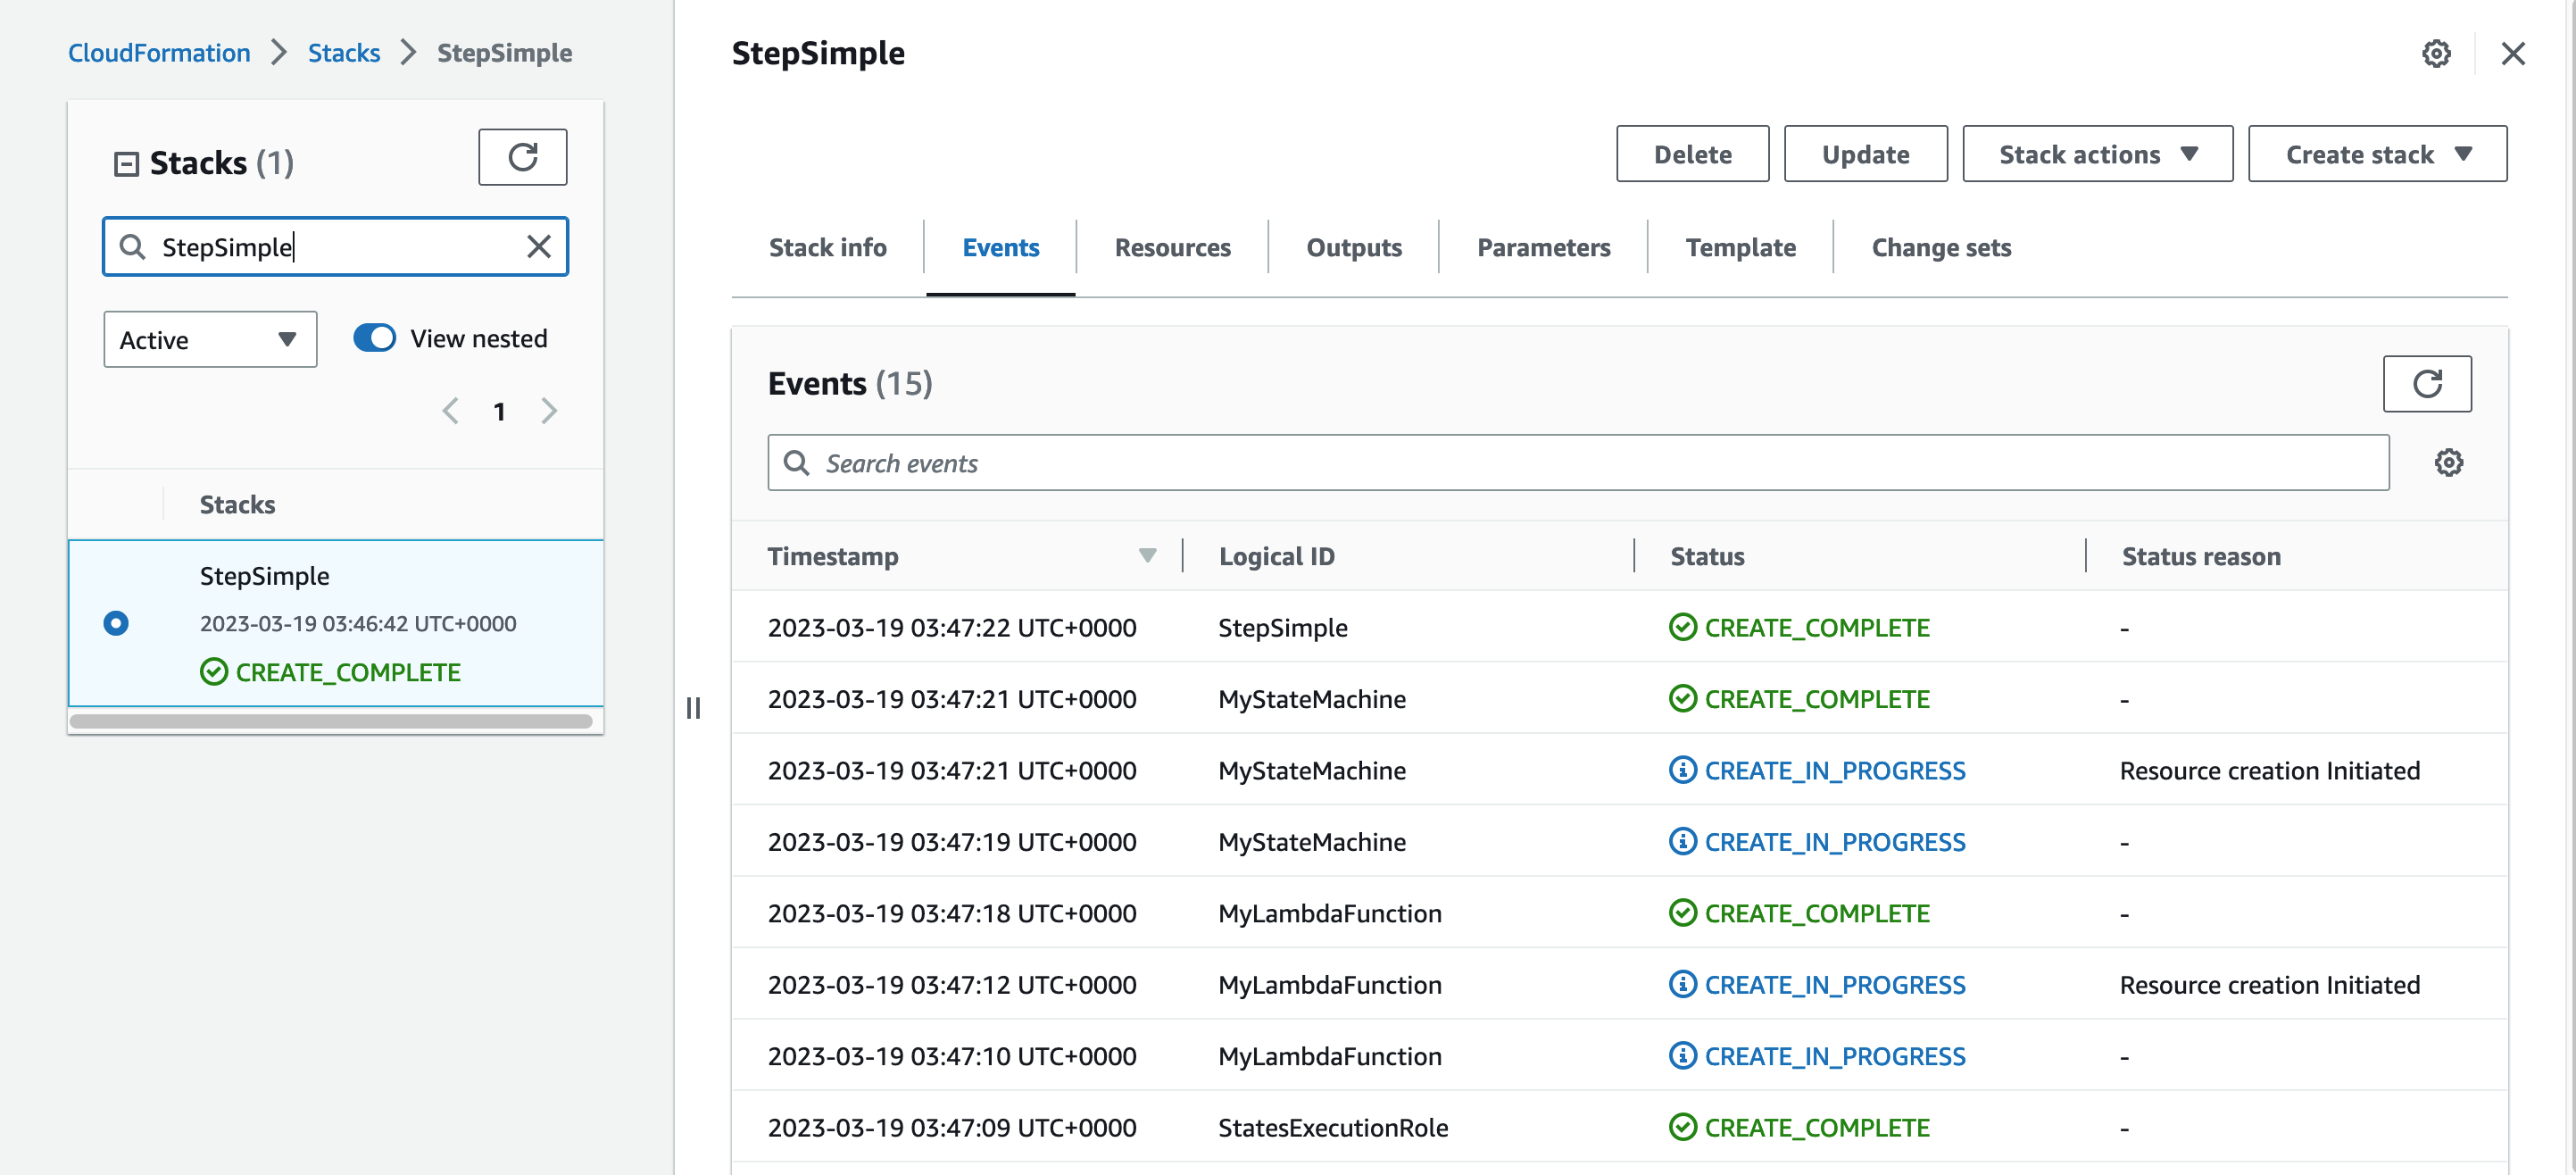 CloudFormation > Stacks > StepSimple
Stacks (1)
StepSimple
Active
View nested
1
Stacks
StepSimple
2023-03-19 03:46:42 UTC+0000
CREATE_COMPLETE
StepSimple
Delete Update Stack actions Create stack
Stack info Events Resources Outputs Parameters Template Change sets
Events (15)
Search events
Timestamp Logical ID Status Status reason
2023-03-19 03:47:22 UTC+0000 StepSimple CREATE_COMPLETE -
2023-03-19 03:47:21 UTC+0000 MyStateMachine CREATE_COMPLETE -
2023-03-19 03:47:21 UTC+0000 MyStateMachine CREATE_IN_PROGRESS Resource creation Initiated
2023-03-19 03:47:19 UTC+0000 MyStateMachine CREATE_IN_PROGRESS -
2023-03-19 03:47:18 UTC+0000 MyLambdaFunction CREATE_COMPLETE -
2023-03-19 03:47:12 UTC+0000 MyLambdaFunction CREATE_IN_PROGRESS Resource creation Initiated
2023-03-19 03:47:10 UTC+0000 MyLambdaFunction CREATE_IN_PROGRESS -
2023-03-19 03:47:09 UTC+0000 StatesExecutionRole CREATE_COMPLETE -